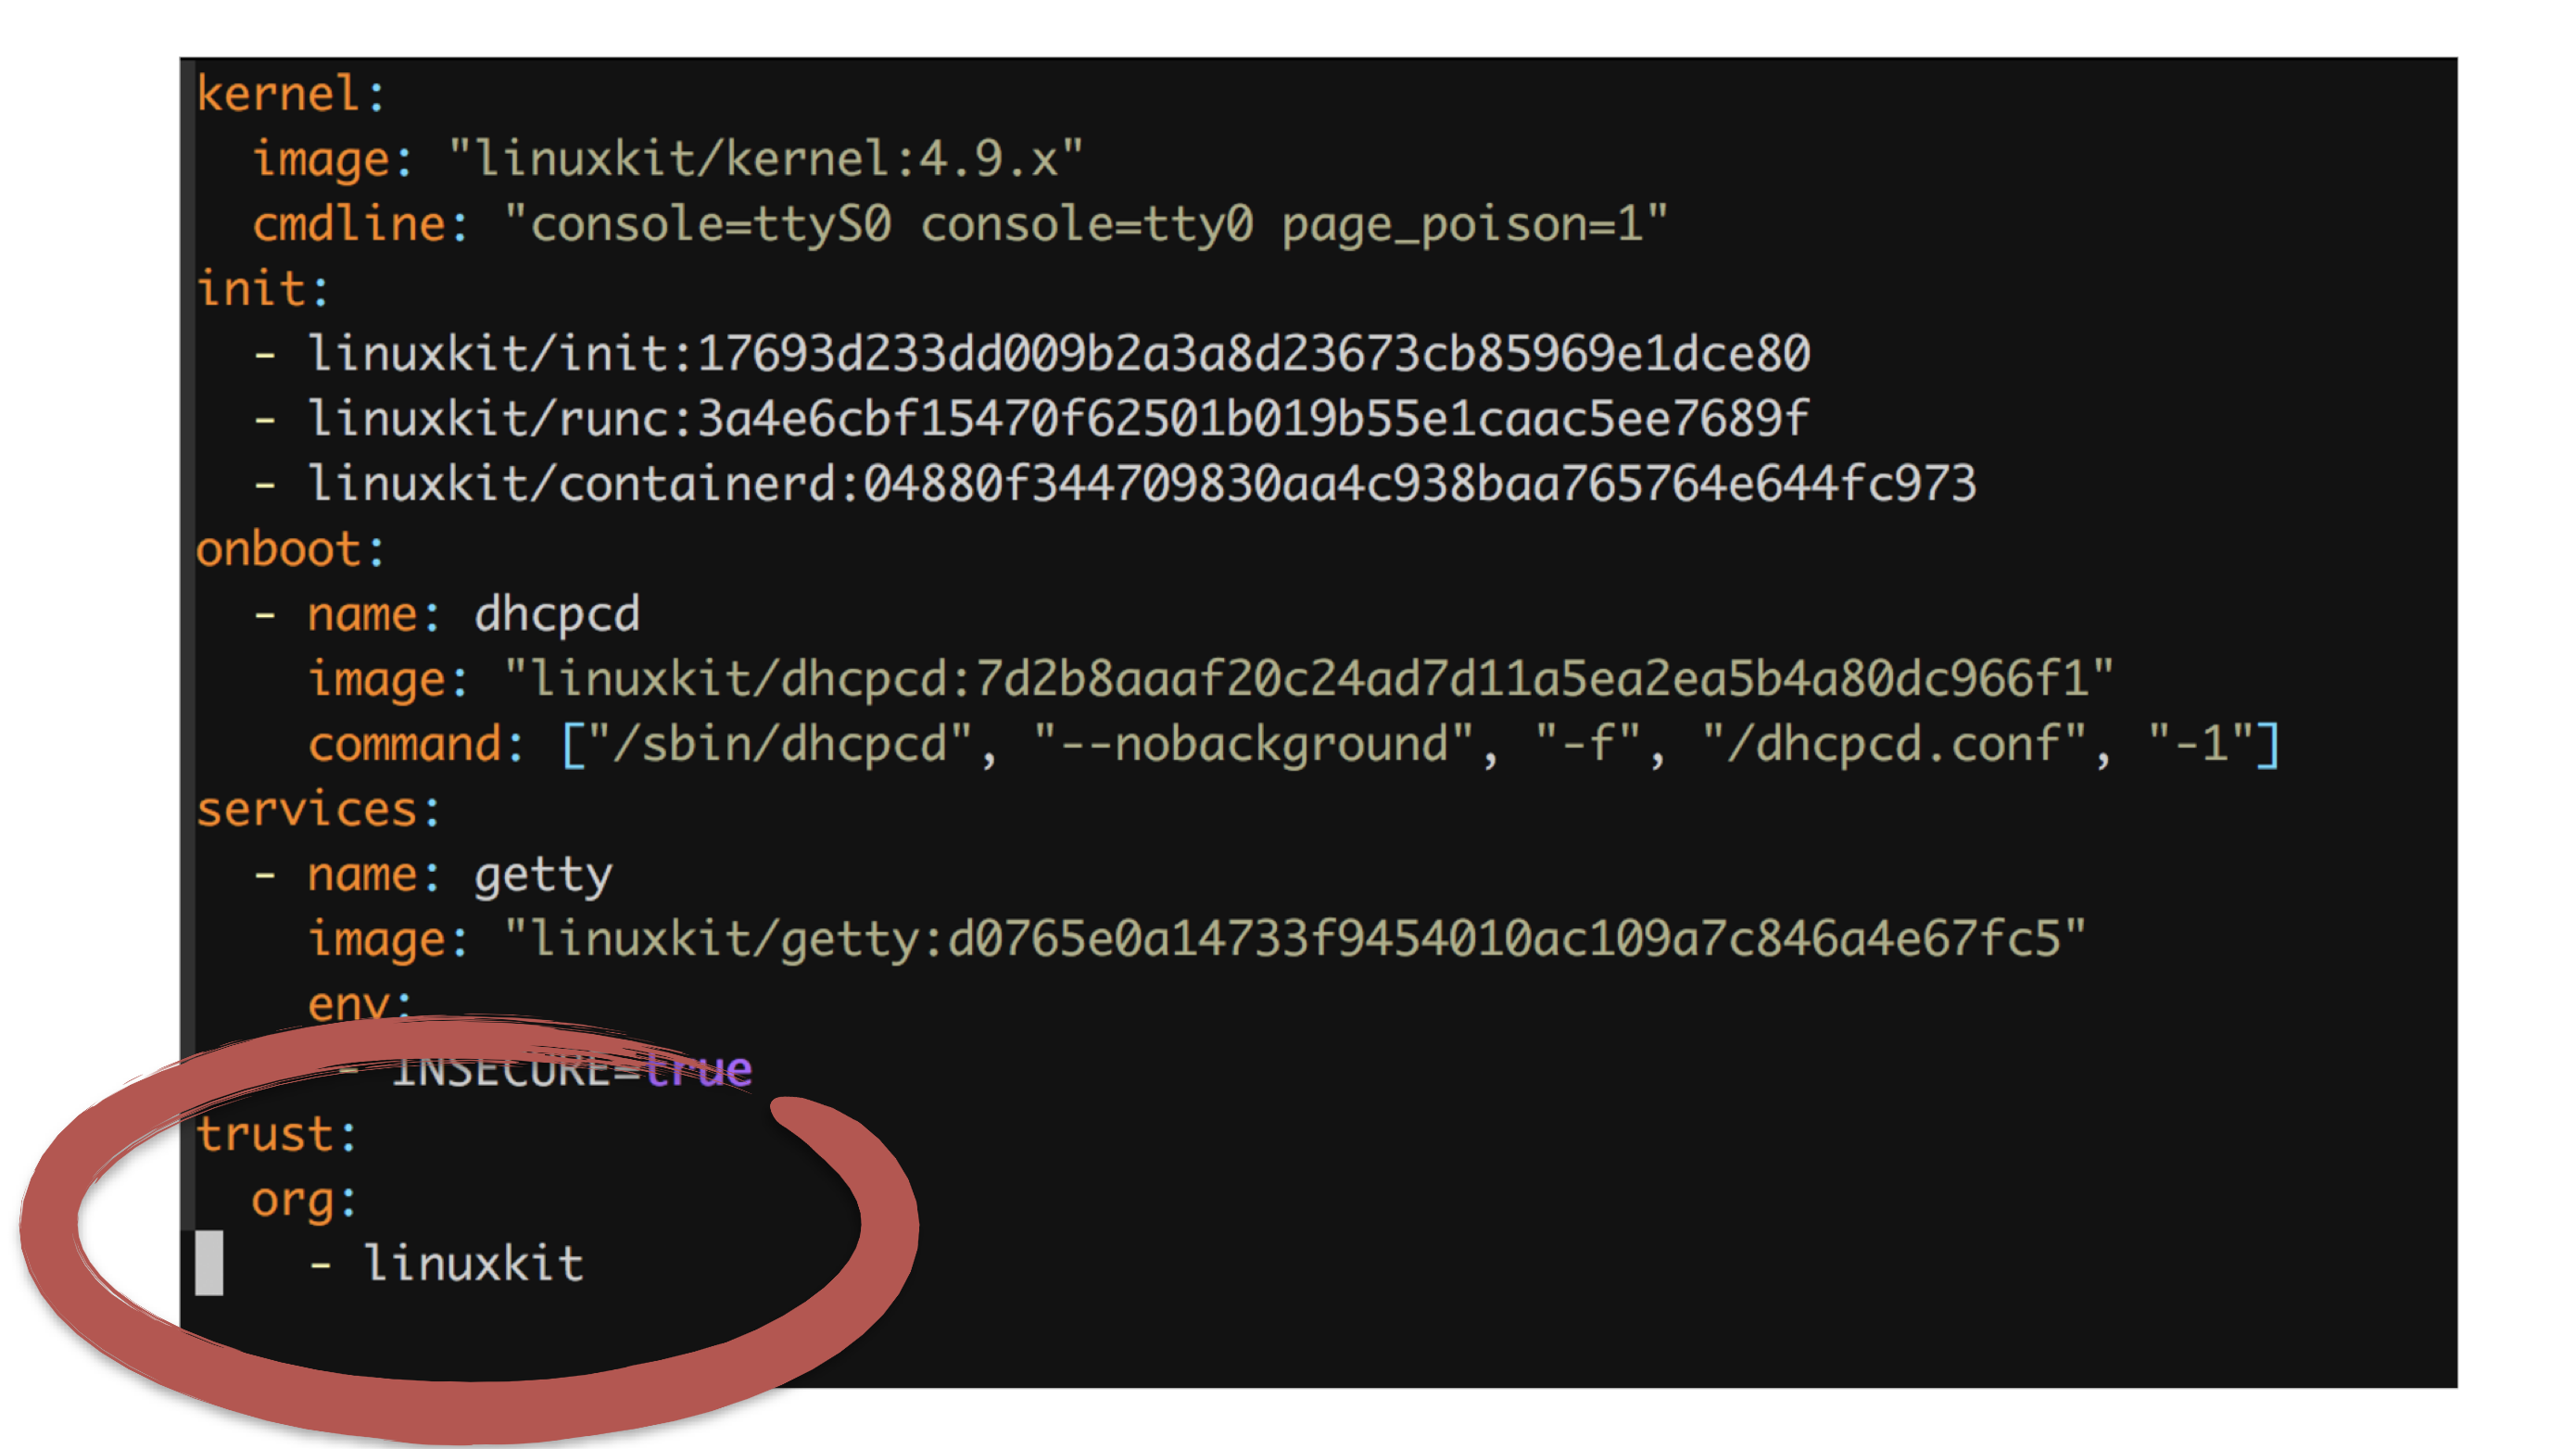 kernel:
  image: "linuxkit/kernel:4.9.x"
  cmdline: "console=ttyS0 console=tty0 page_poison=1"
init:
  - linuxkit/init:17693d233dd009b2a3a8d23673cb85969e1dce80
  - linuxkit/runc:3a4e6cbf15470f62501b019b55e1caac5ee7689f
  - linuxkit/containerd:04880f344709830aa4c938baa765764e644fc973
onboot:
  - name: dhcpcd
    image: "linuxkit/dhcpcd:7d2b8aaaf20c24ad7d11a5ea2ea5b4a80dc966f1"
    command: ["/sbin/dhcpcd", "--nobackground", "-f", "/dhcpcd.conf", "-1"]
services:
  - name: getty
    image: "linuxkit/getty:d0765e0a14733f9454010ac109a7c846a4e67fc5"
    env:
     - INSECURE=true
trust:
  org:
    - linuxkit